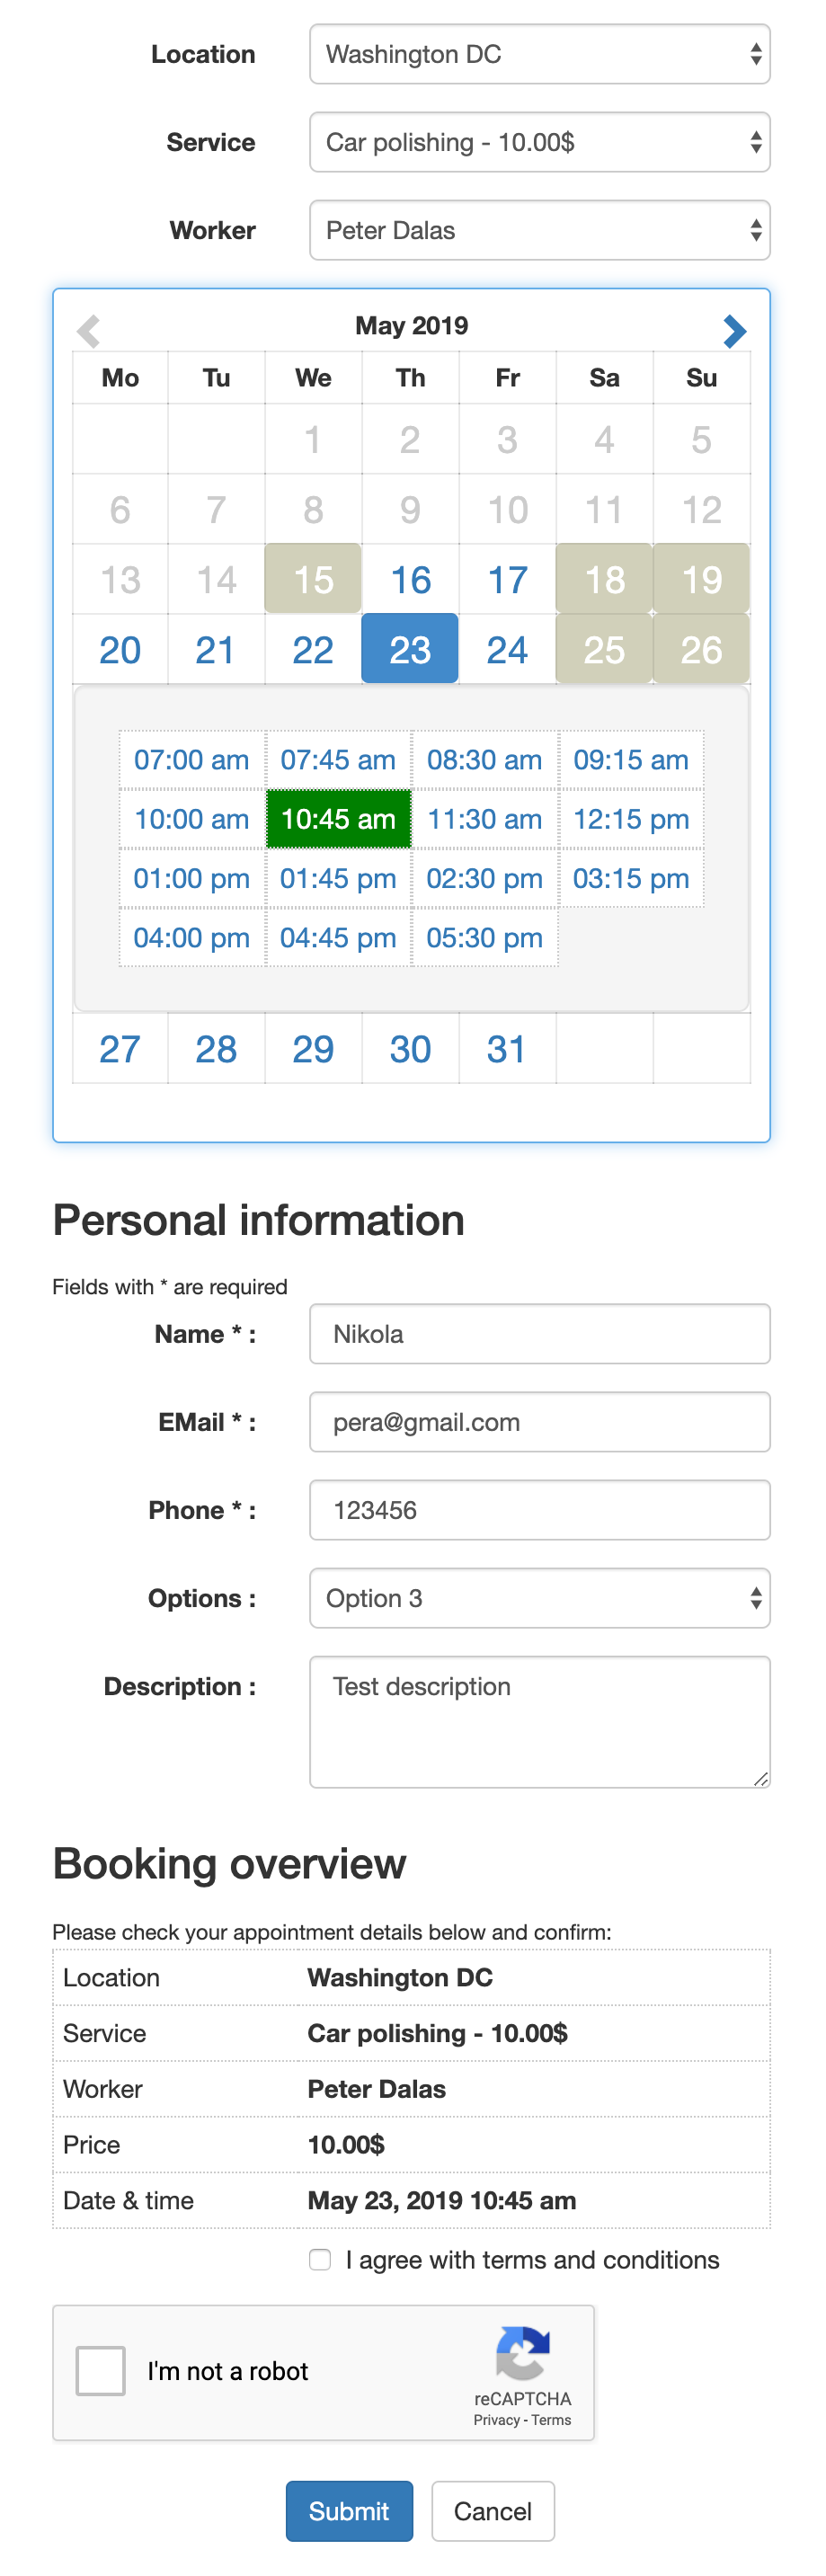 Location Washington DC
Service Car polishing - 10.00$
Worker Peter Dalas
May 2019
Mo Tu We Th Fr Sa Su
1 2 3 4 5
6 7 8 9 10 11 12
13 14 15 16 17 18 19
20 21 22 23 24 25 26
07:00 am 07:45 am 08:30 am 09:15 am
10:00 am 10:45 am 11:30 am 12:15 pm
01:00 pm 01:45 pm 02:30 pm 03:15 pm
04:00 pm 04:45 pm 05:30 pm
27 28 29 30 31
Personal information
Fields with * are required
Name * : Nikola
EMail * : pera@gmail.com
Phone * : 123456
Options : Option 3
Description : Test description
Booking overview
Please check your appointment details below and confirm:
Location Washington DC
Service Car polishing - 10.00$
Worker Peter Dalas
Price 10.00$
Date & time May 23, 2019 10:45 am
I agree with terms and conditions
I'm not a robot
reCAPTCHA
Privacy - Terms
Submit Cancel